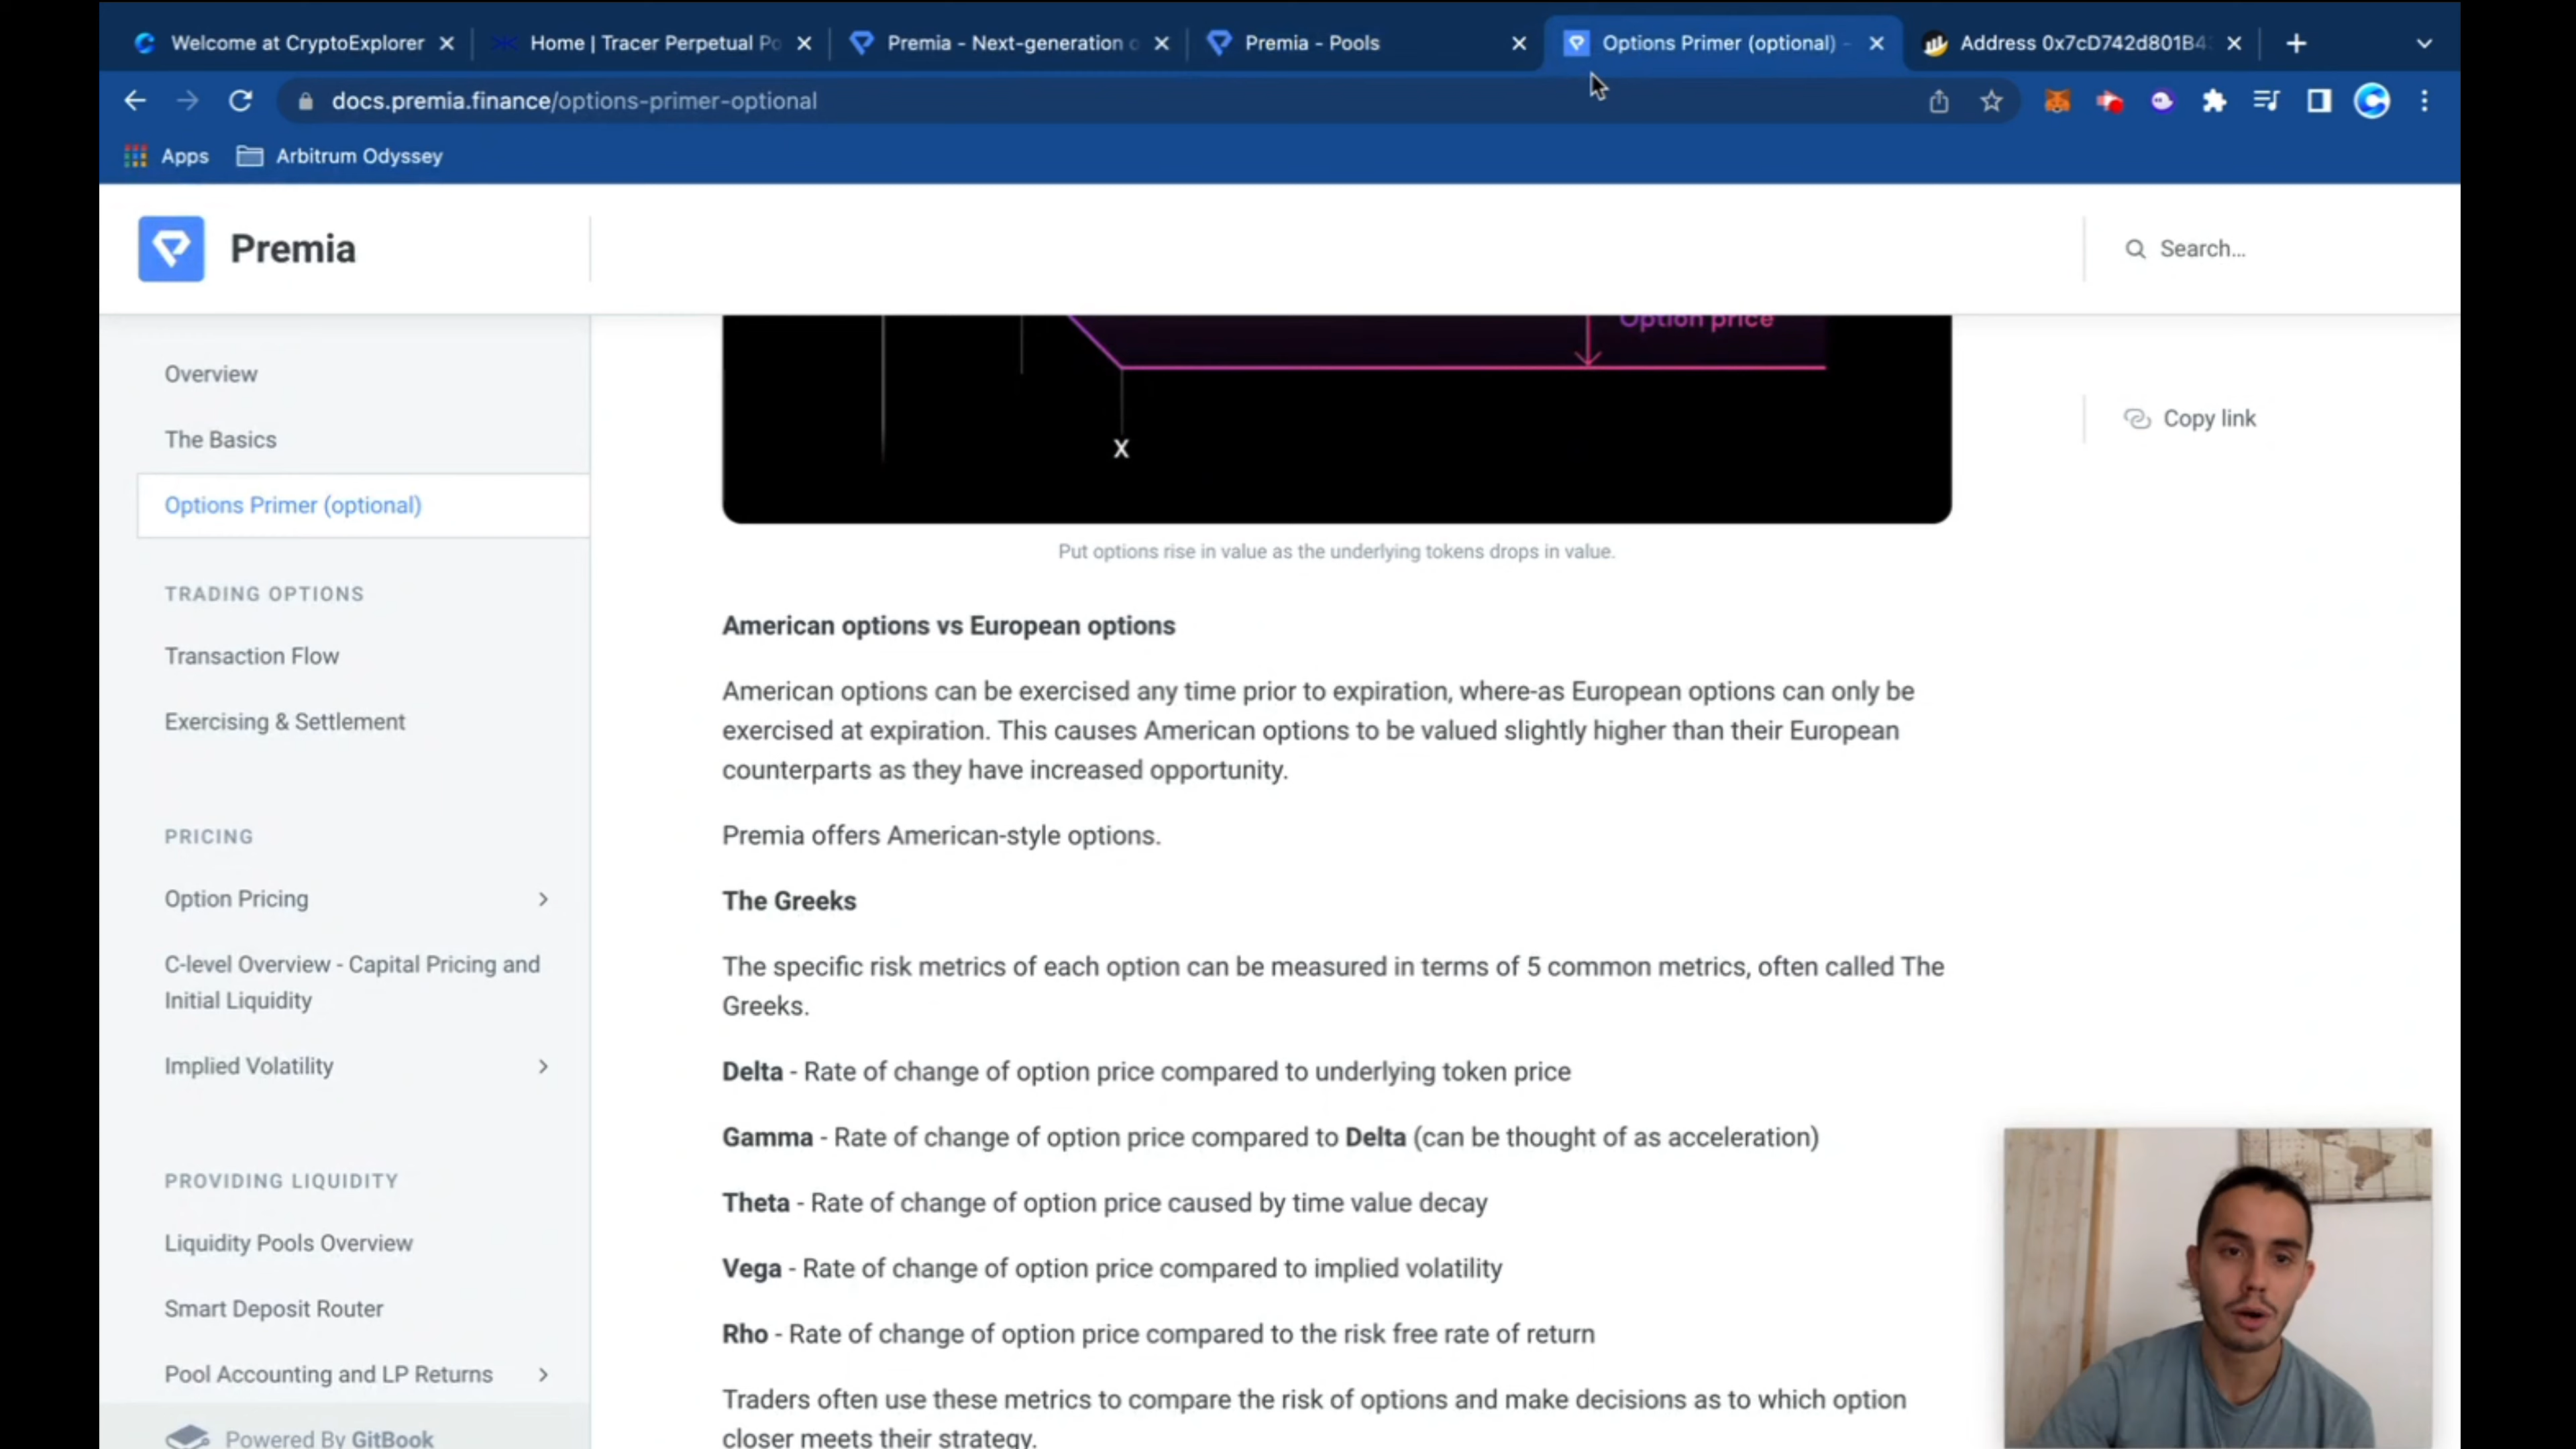 Welcome at CryptoExplorer
Home | Tracer Perpetual Po
Premia - Next-generation o
Premia - Pools
Options Primer (optional) -
Address 0x7cD742d801B4
docs.premia.finance/options-primer-optional
Apps
Arbitrum Odyssey
Premia
Search...
Overview
The Basics
Options Primer (optional)
TRADING OPTIONS
Transaction Flow
Exercising & Settlement
PRICING
Option Pricing
C-level Overview - Capital Pricing and
Initial Liquidity
Implied Volatility
PROVIDING LIQUIDITY
Liquidity Pools Overview
Smart Deposit Router
Pool Accounting and LP Returns
Powered By GitBook
Option price
X
Put options rise in value as the underlying tokens drops in value.
American options vs European options
American options can be exercised any time prior to expiration, where-as European options can only be
exercised at expiration. This causes American options to be valued slightly higher than their European
counterparts as they have increased opportunity.
Premia offers American-style options.
The Greeks
The specific risk metrics of each option can be measured in terms of 5 common metrics, often called The
Greeks.
Delta - Rate of change of option price compared to underlying token price
Gamma - Rate of change of option price compared to Delta (can be thought of as acceleration)
Theta - Rate of change of option price caused by time value decay
Vega - Rate of change of option price compared to implied volatility
Rho - Rate of change of option price compared to the risk free rate of return
Traders often use these metrics to compare the risk of options and make decisions as to which option
closer meets their strategy.
Copy link